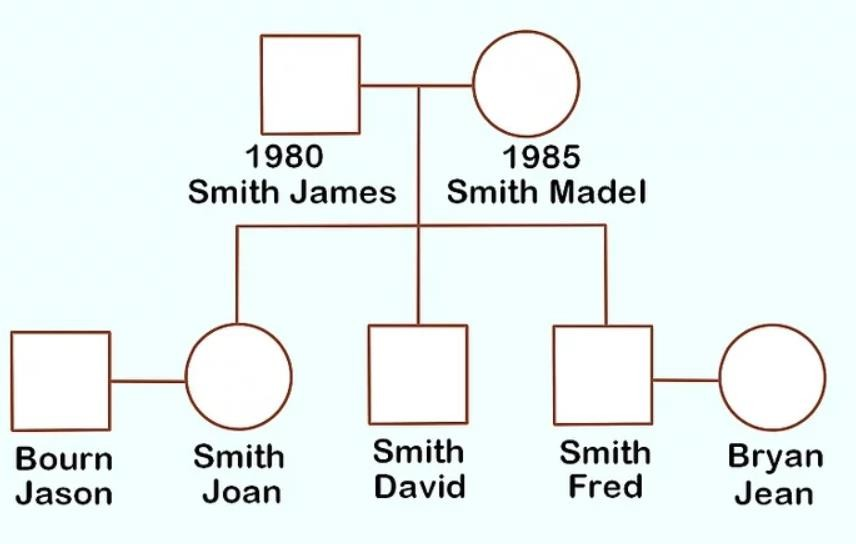 1980
Smith James
1985
Smith Madel
Bourn
Jason
Smith
Joan
Smith
David
Smith
Fred
Bryan
Jean